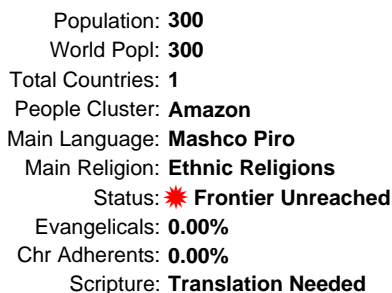 Population: 300
World Popl: 300
Total Countries: 1
People Cluster: Amazon
Main Language: Mashco Piro
Main Religion: Ethnic Religions
Status: Frontier Unreached
Evangelicals: 0.00%
Chr Adherents: 0.00%
Scripture: Translation Needed